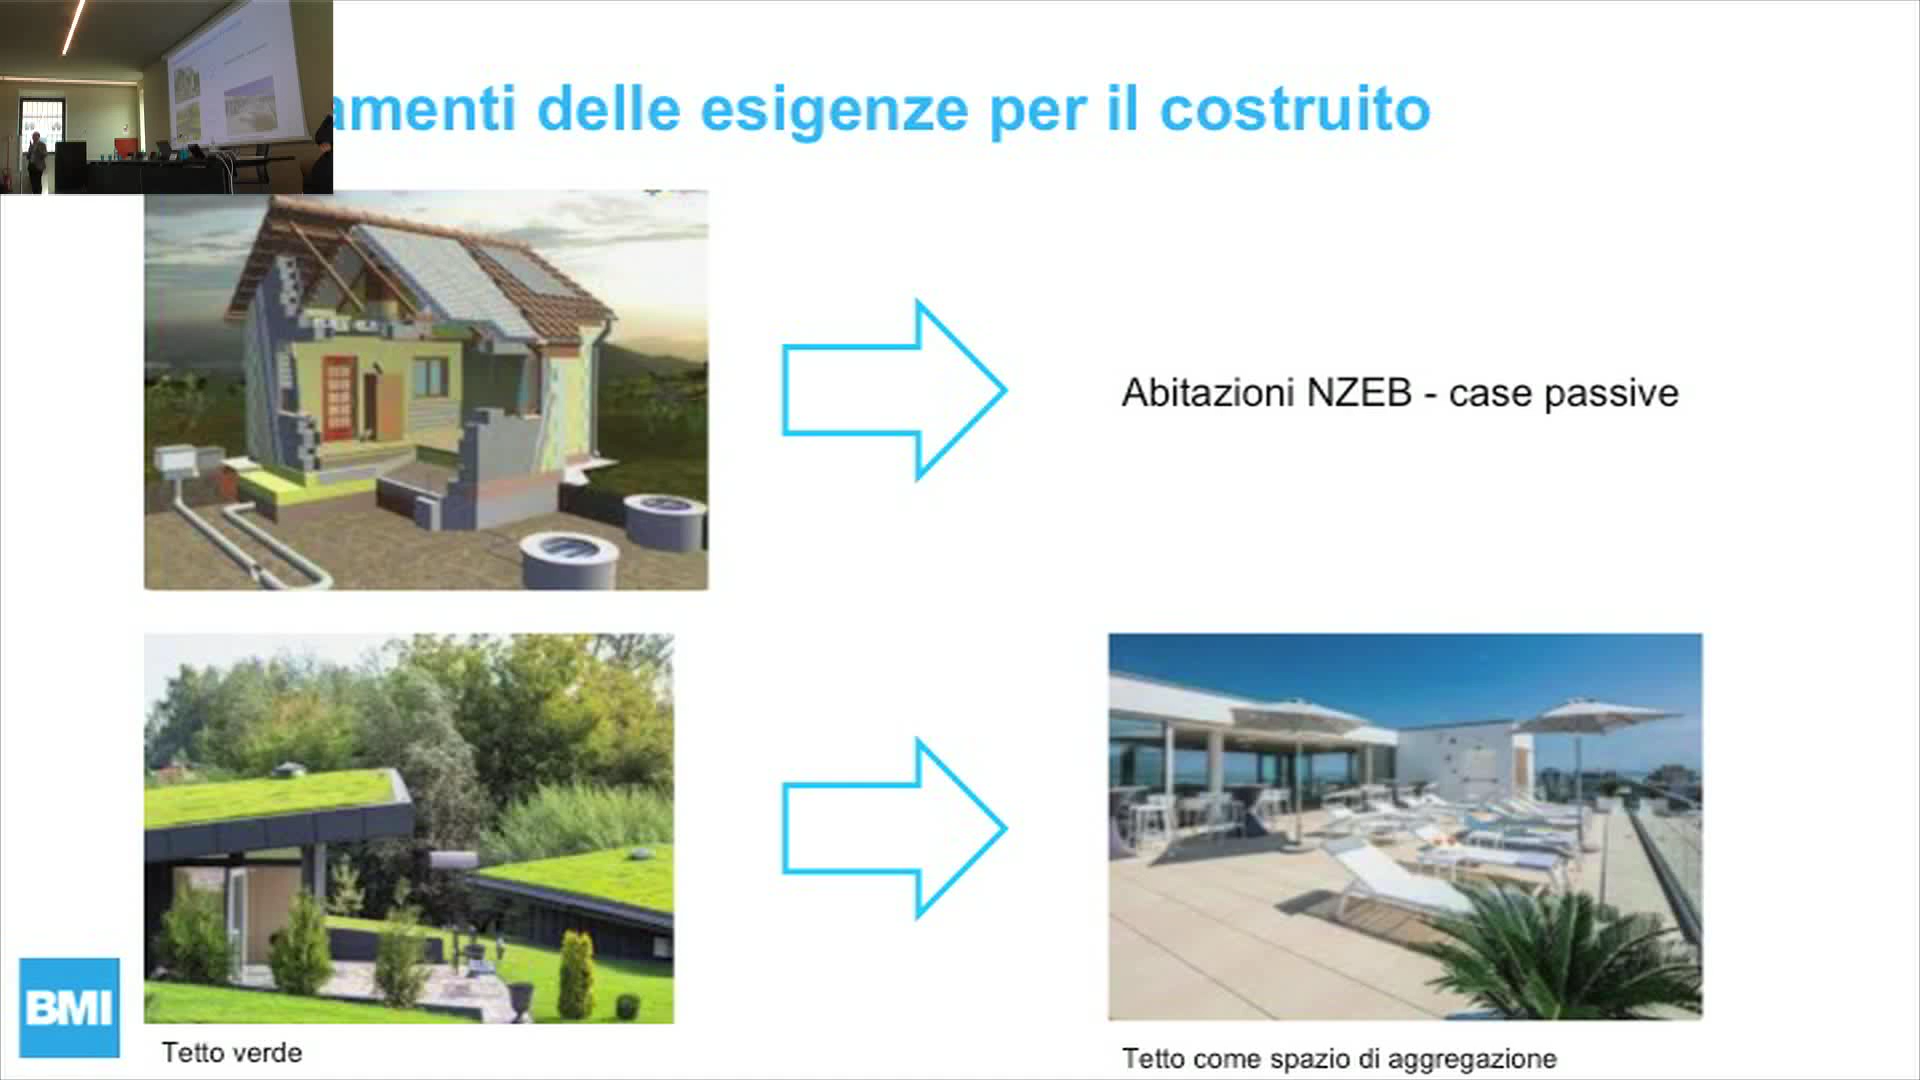 amenti delle esigenze per il costruito
Abitazioni NZEB - case passive
BMI
Tetto verde
Tetto come spazio di aggregazione